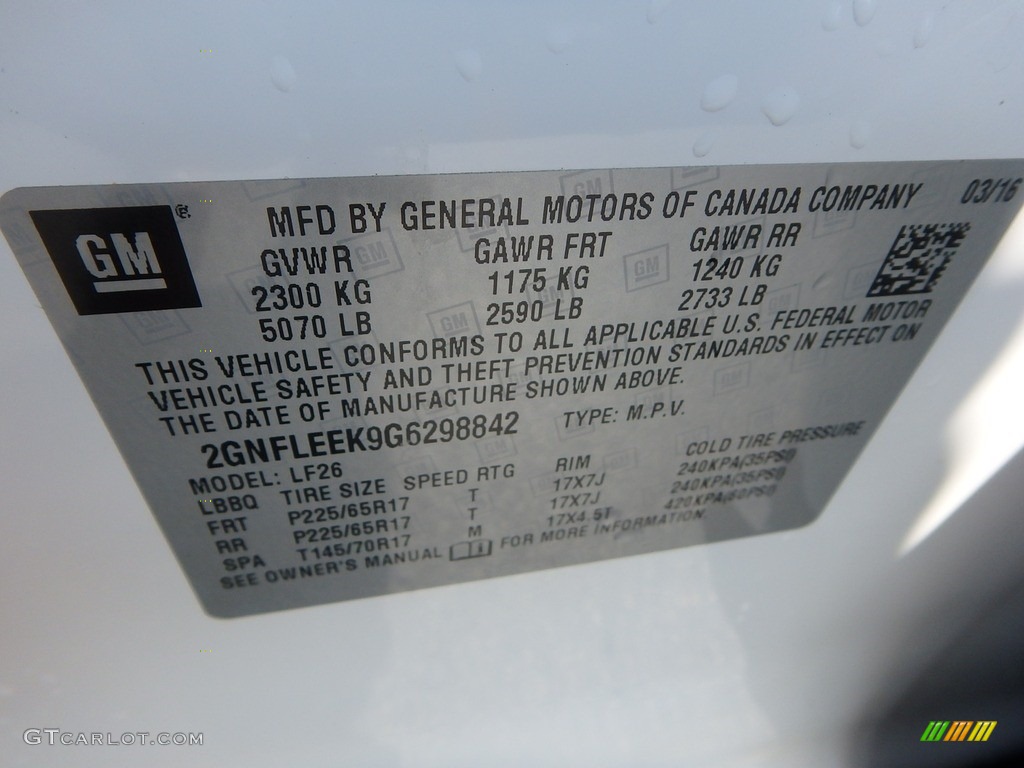 GM ®
MFD BY GENERAL MOTORS OF CANADA COMPANY 03/16
GVWR GAWR FRT GAWR RR
2300 KG 1175 KG 1240 KG
5070 LB 2590 LB 2733 LB
THIS VEHICLE CONFORMS TO ALL APPLICABLE U.S. FEDERAL MOTOR
VEHICLE SAFETY AND THEFT PREVENTION STANDARDS IN EFFECT ON
THE DATE OF MANUFACTURE SHOWN ABOVE.
2GNFLEEK9G6298842 TYPE: M.P.V.
MODEL: LF26
LBBQ TIRE SIZE SPEED RTG RIM COLD TIRE PRESSURE
FRT P225/65R17 T 17X7J 240KPA(35PSI)
RR P225/65R17 T 17X7J 240KPA(35PSI)
SPA T145/70R17 M 17X4.5T 420KPA(60PSI)
SEE OWNER'S MANUAL FOR MORE INFORMATION.
GTCARLOT.COM